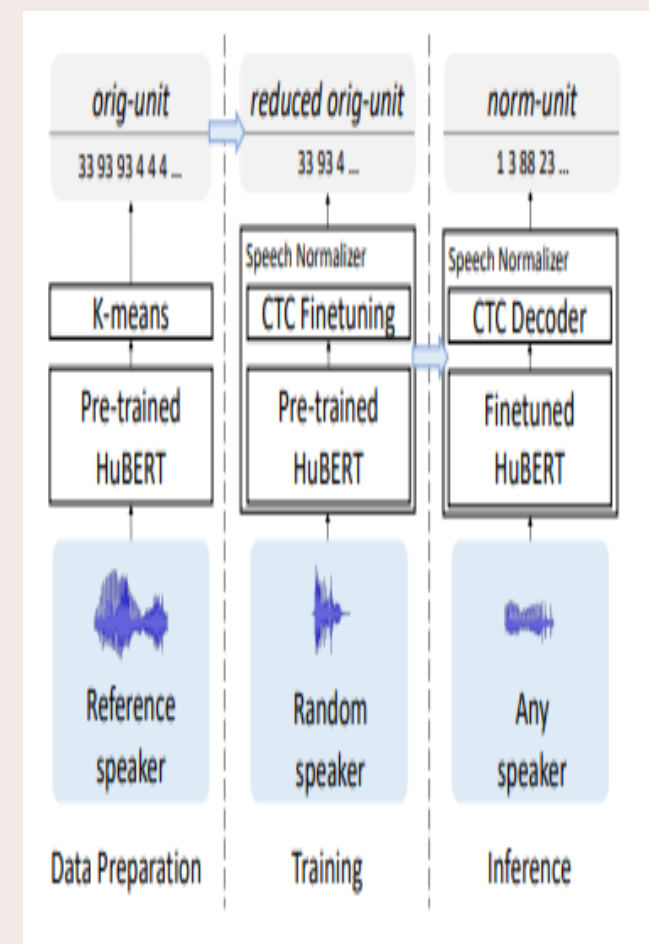 orig-unit
33 93 93 4 4 4 ...
K-means
Pre-trained
HuBERT
Reference
speaker
Data Preparation
reduced orig-unit
33 93 4 ...
Speech Normalizer
CTC Finetuning
Pre-trained
HuBERT
Random
speaker
Training
norm-unit
1 3 88 23 ...
Speech Normalizer
CTC Decoder
Finetuned
HuBERT
Any
speaker
Inference